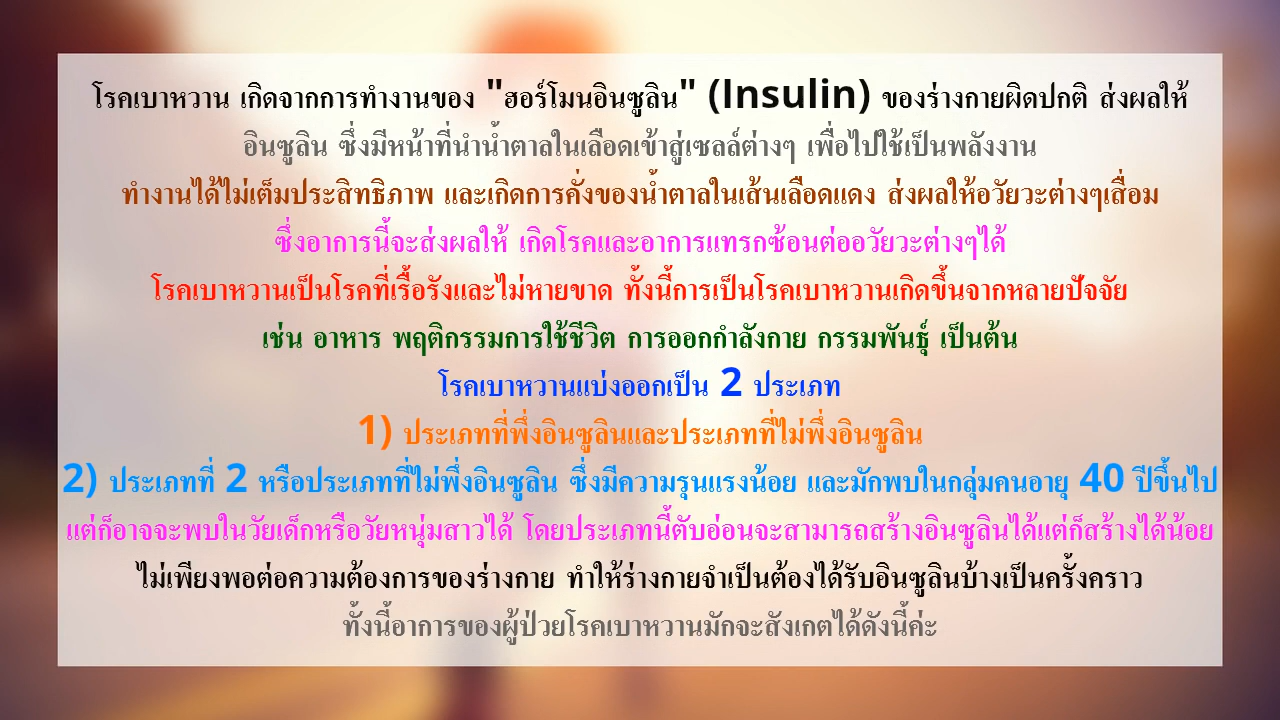 โรคเบาหวาน เกิดจากการทำงานของ "ฮอร์โมนอินซูลิน" (Insulin) ของร่างกายผิดปกติ ส่งผลให้
อินซูลิน ซึ่งมีหน้าที่นำน้ำตาลในเลือดเข้าสู่เซลล์ต่างๆ เพื่อไปใช้เป็นพลังงาน
ทำงานได้ไม่เต็มประสิทธิภาพ และเกิดการคั่งของน้ำตาลในเส้นเลือดแดง ส่งผลให้อวัยวะต่างๆเสื่อม
ซึ่งอาการนี้จะส่งผลให้ เกิดโรคและอาการแทรกซ้อนต่ออวัยวะต่างๆได้
โรคเบาหวานเป็นโรคที่เรื้อรังและไม่หายขาด ทั้งนี้การเป็นโรคเบาหวานเกิดขึ้นจากหลายปัจจัย
เช่น อาหาร พฤติกรรมการใช้ชีวิต การออกกำลังกาย กรรมพันธุ์ เป็นต้น
โรคเบาหวานแบ่งออกเป็น 2 ประเภท
1) ประเภทที่พึ่งอินซูลินและประเภทที่ไม่พึ่งอินซูลิน
2) ประเภทที่ 2 หรือประเภทที่ไม่พึ่งอินซูลิน ซึ่งมีความรุนแรงน้อย และมักพบในกลุ่มคนอายุ 40 ปีขึ้นไป
แต่ก็อาจจะพบในวัยเด็กหรือวัยหนุ่มสาวได้ โดยประเภทนี้ตับอ่อนจะสามารถสร้างอินซูลินได้แต่ก็สร้างได้น้อย
ไม่เพียงพอต่อความต้องการของร่างกาย ทำให้ร่างกายจำเป็นต้องได้รับอินซูลินบ้างเป็นครั้งคราว
ทั้งนี้อาการของผู้ป่วยโรคเบาหวานมักจะสังเกตได้ดังนี้ค่ะ